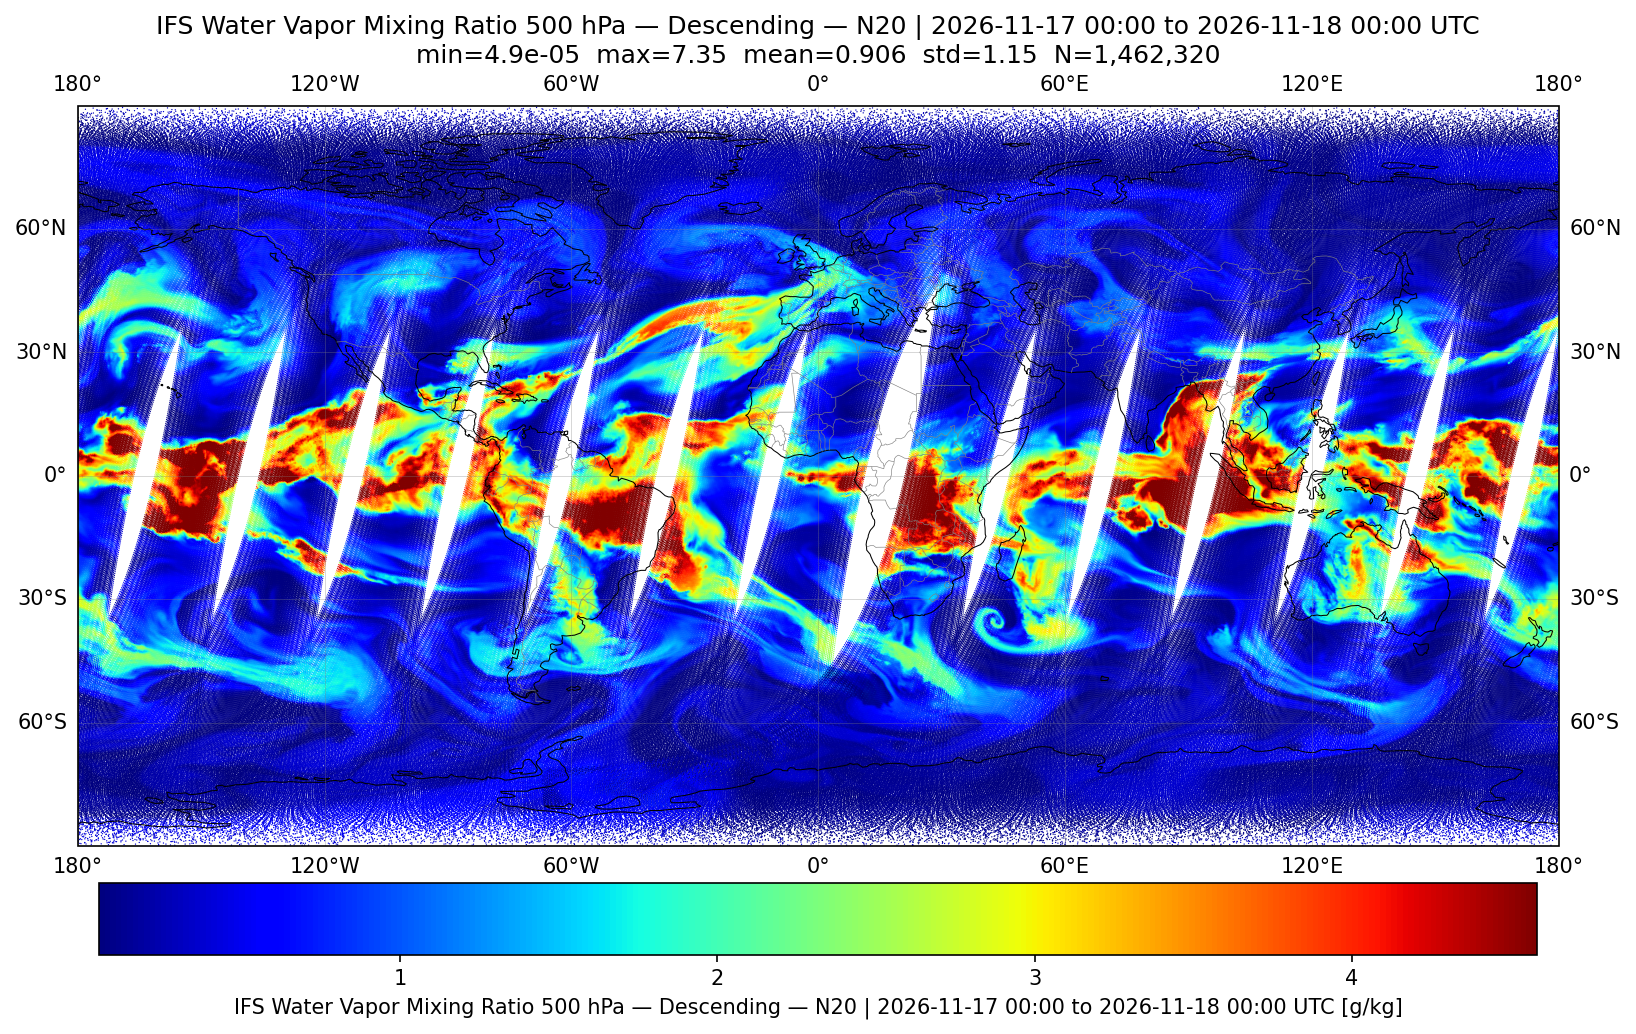 IFS Water Vapor Mixing Ratio 500 hPa — Descending — N20 | 2026-11-17 00:00 to 2026-11-18 00:00 UTC
min=4.9e-05  max=7.35  mean=0.906  std=1.15  N=1,462,320
180° 120°W 60°W 0° 60°E 120°E 180°
60°N 60°N
30°N 30°N
0° 0°
30°S 30°S
60°S 60°S
180° 120°W 60°W 0° 60°E 120°E 180°
1 2 3 4
IFS Water Vapor Mixing Ratio 500 hPa — Descending — N20 | 2026-11-17 00:00 to 2026-11-18 00:00 UTC [g/kg]